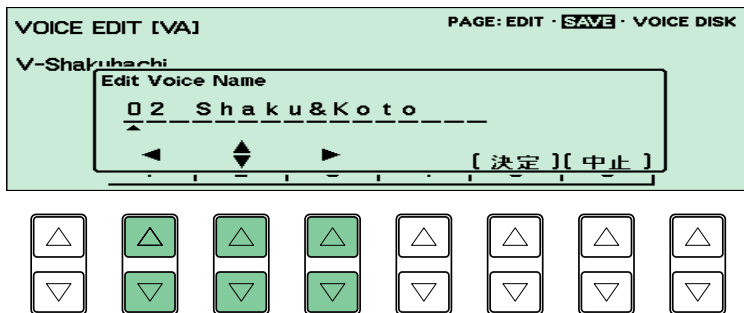 VOICE EDIT [VA]
PAGE: EDIT · SAVE · VOICE DISK
V-Shakuhachi
Edit Voice Name
02 Shaku&Koto
[ 決定 ][ 中止 ]